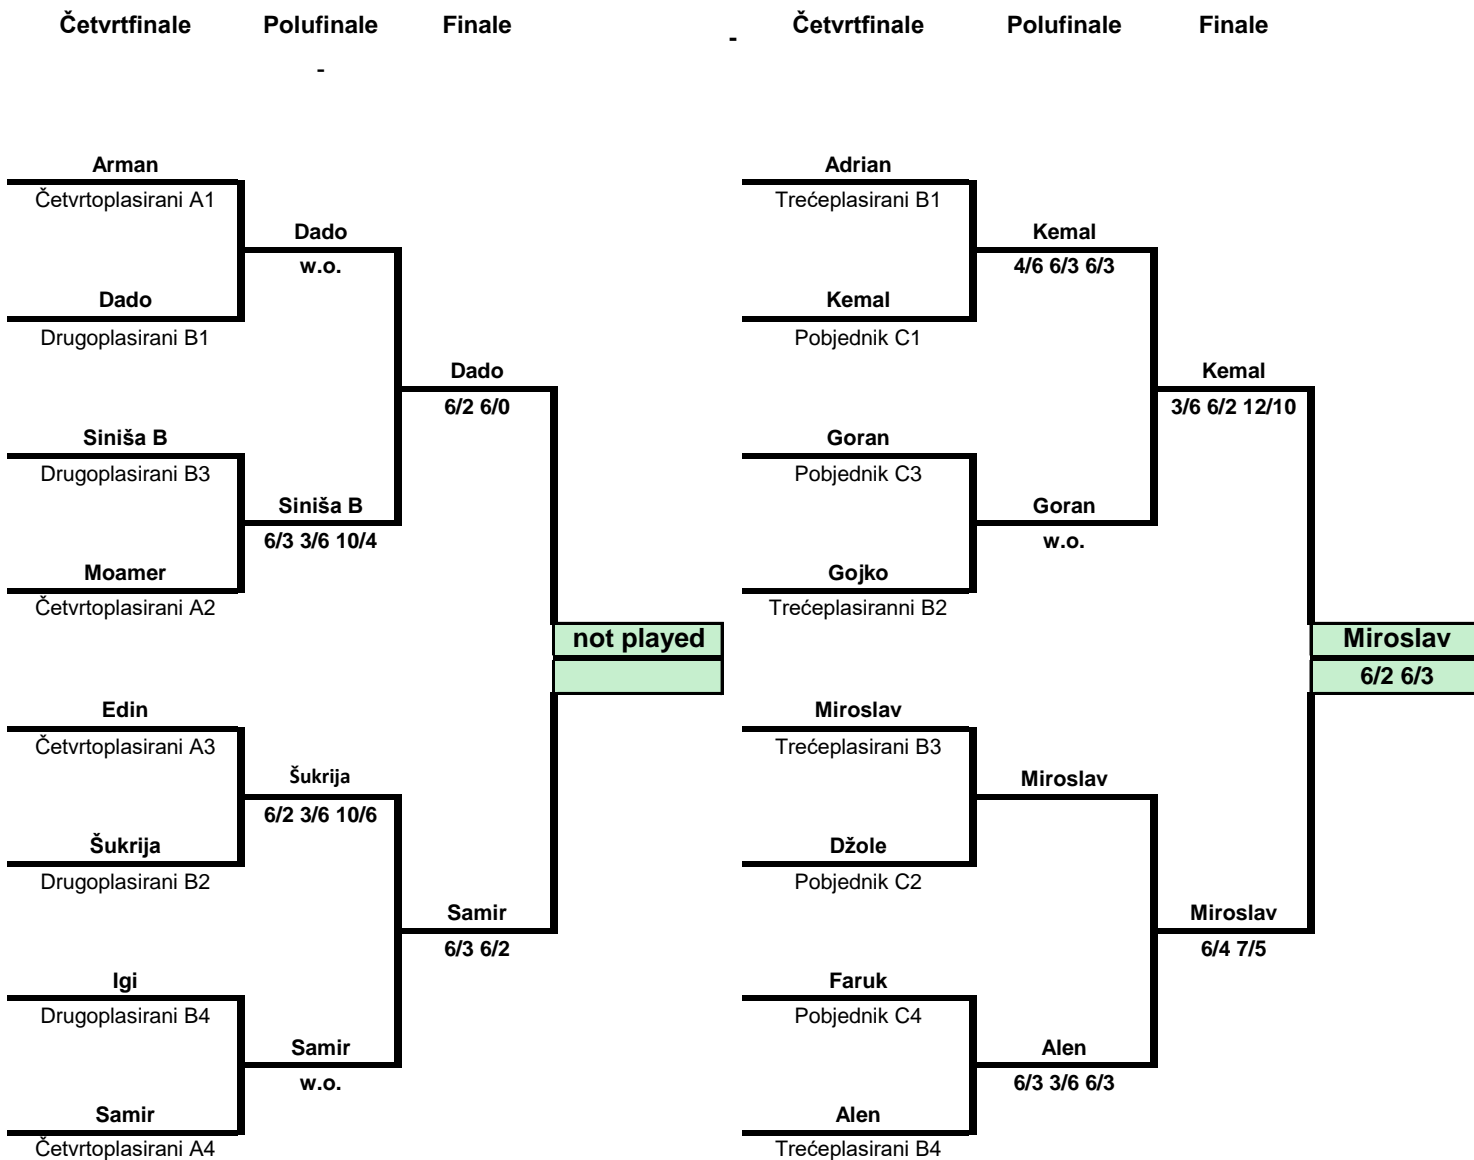 Četvrtfinale Polufinale Finale - Četvrtfinale Polufinale Finale
-
Arman
Četvrtoplasirani A1
Dado
w.o.
Dado
Drugoplasirani B1
Dado
6/2 6/0
Siniša B
Drugoplasirani B3
Siniša B
6/3 3/6 10/4
Moamer
Četvrtoplasirani A2
not played
Edin
Četvrtoplasirani A3
Šukrija
6/2 3/6 10/6
Šukrija
Drugoplasirani B2
Samir
6/3 6/2
Igi
Drugoplasirani B4
Samir
w.o.
Samir
Četvrtoplasirani A4
Adrian
Trećeplasirani B1
Kemal
4/6 6/3 6/3
Kemal
Pobjednik C1
Kemal
3/6 6/2 12/10
Goran
Pobjednik C3
Goran
w.o.
Gojko
Trećeplasiranni B2
Miroslav
6/2 6/3
Miroslav
Trećeplasirani B3
Miroslav
Džole
Pobjednik C2
Miroslav
6/4 7/5
Faruk
Pobjednik C4
Alen
6/3 3/6 6/3
Alen
Trećeplasirani B4